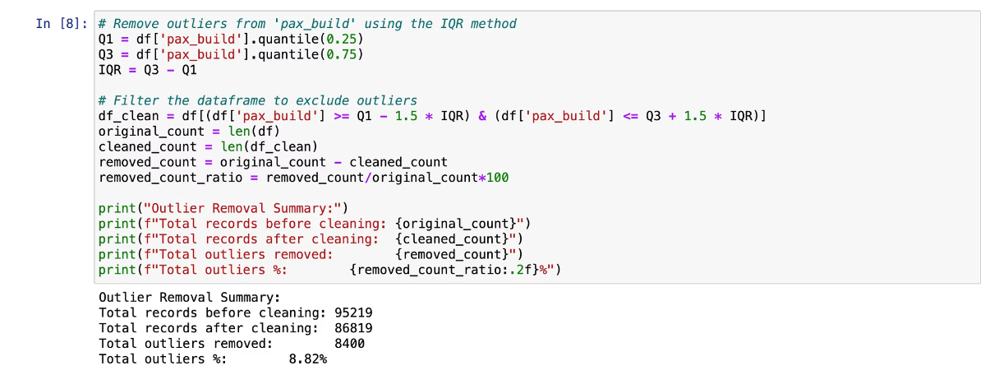 In [8]: # Remove outliers from 'pax_build' using the IQR method
Q1 = df['pax_build'].quantile(0.25)
Q3 = df['pax_build'].quantile(0.75)
IQR = Q3 - Q1

# Filter the dataframe to exclude outliers
df_clean = df[(df['pax_build'] >= Q1 - 1.5 * IQR) & (df['pax_build'] <= Q3 + 1.5 * IQR)]
original_count = len(df)
cleaned_count = len(df_clean)
removed_count = original_count - cleaned_count
removed_count_ratio = removed_count/original_count*100

print("Outlier Removal Summary:")
print(f"Total records before cleaning: {original_count}")
print(f"Total records after cleaning:  {cleaned_count}")
print(f"Total outliers removed:        {removed_count}")
print(f"Total outliers %:        {removed_count_ratio:.2f}%")

Outlier Removal Summary:
Total records before cleaning: 95219
Total records after cleaning:  86819
Total outliers removed:        8400
Total outliers %:        8.82%